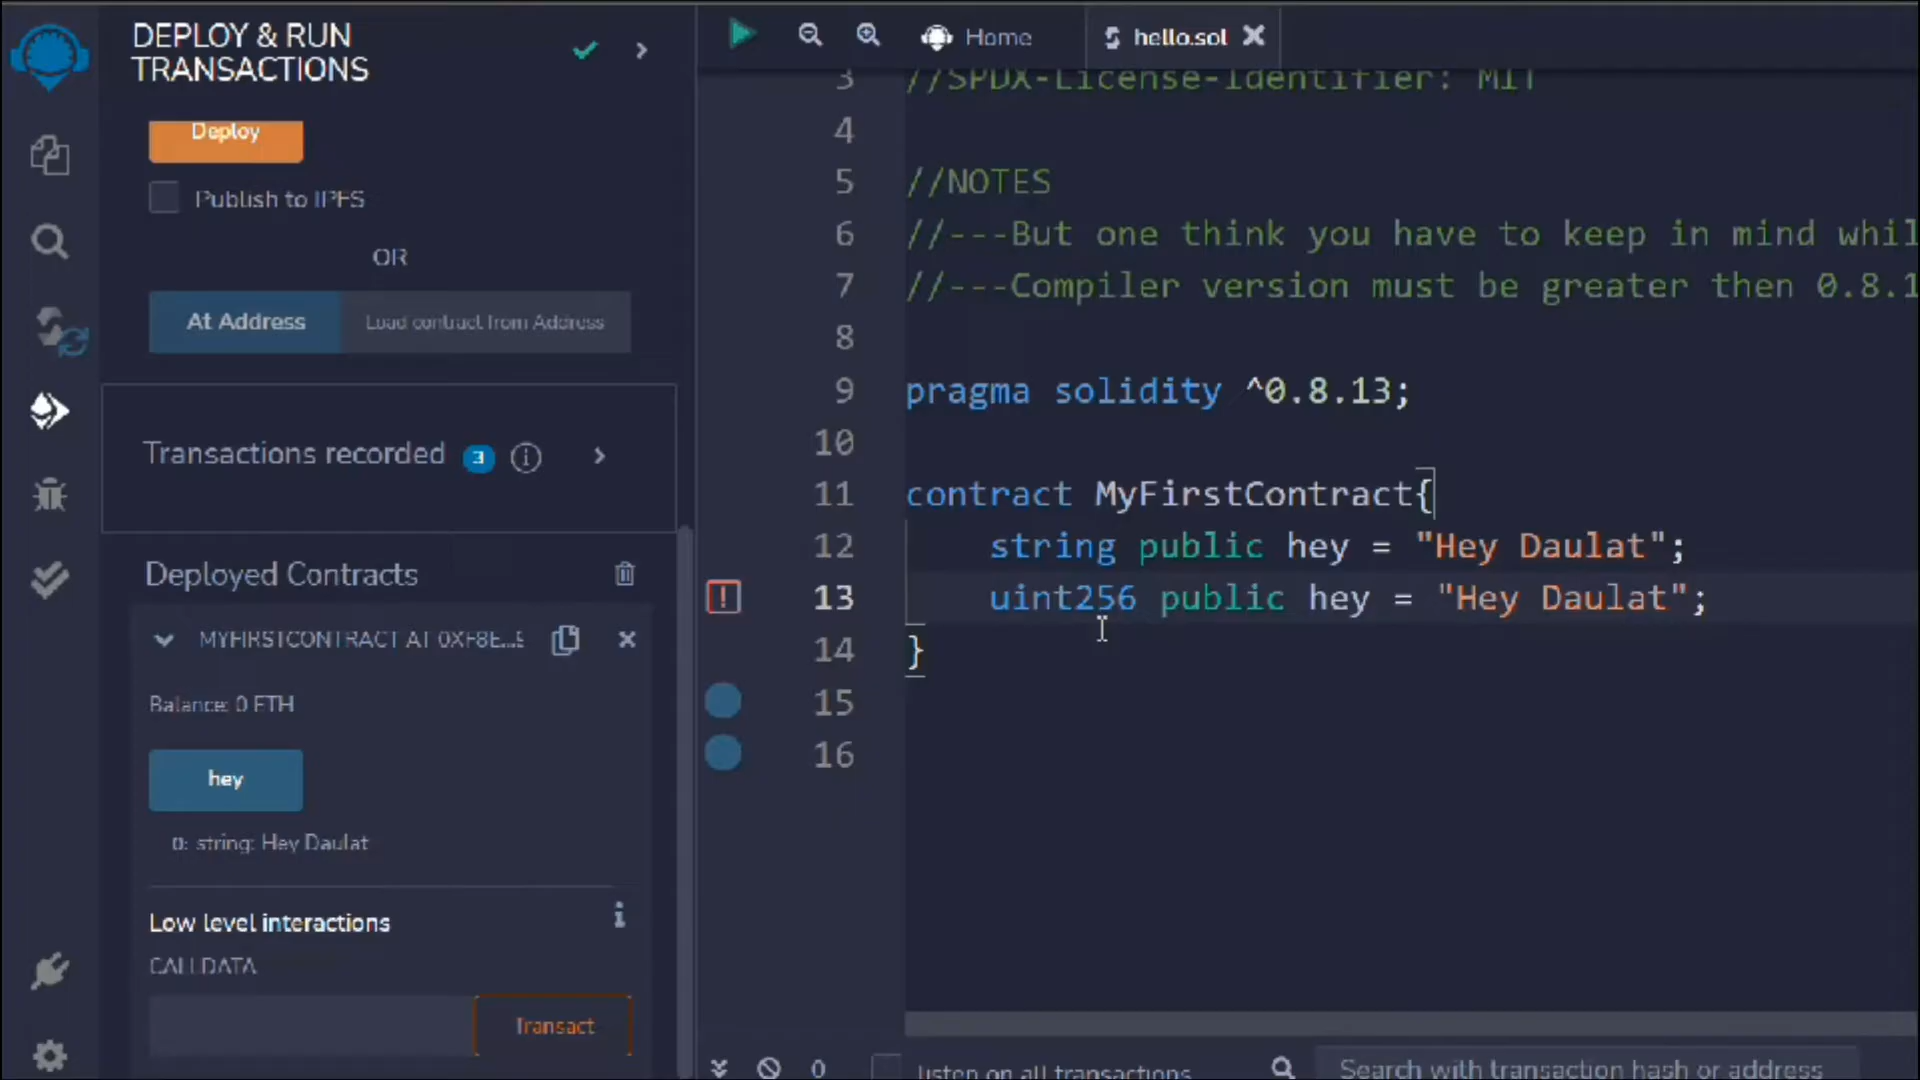 DEPLOY & RUN
TRANSACTIONS
Deploy
Publish to IPFS
OR
At Address
Load contract from Address
Transactions recorded 3
Deployed Contracts
MYFIRSTCONTRACT AT 0XF8E...
Balance: 0 ETH
hey
0: string: Hey Daulat
Low level interactions
CALLDATA
Transact
Home
hello.sol
3 //SPDX-License-Identifier: MIT
4
5 //NOTES
6 //---But one think you have to keep in mind whil
7 //---Compiler version must be greater then 0.8.1
8
9 pragma solidity ^0.8.13;
10
11 contract MyFirstContract{
12 string public hey = "Hey Daulat";
13 uint256 public hey = "Hey Daulat";
14 }
15
16
0
listen on all transactions
Search with transaction hash or address